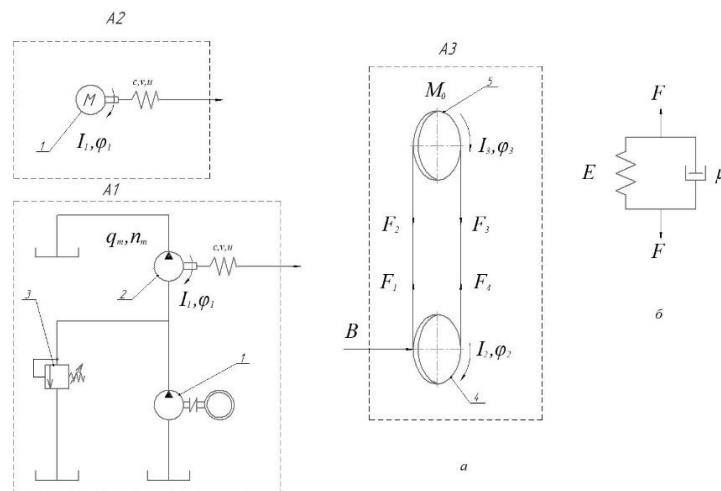 A2
c,ν,u
M
1
I₁,φ₁
A1
qₘ,nₘ
c,ν,u
3
2
I₁,φ₁
1
A3
M₀
5
I₃,φ₃
F₂
F₃
F₁
F₄
B
I₂,φ₂
4
а
F
E
μ
F
б